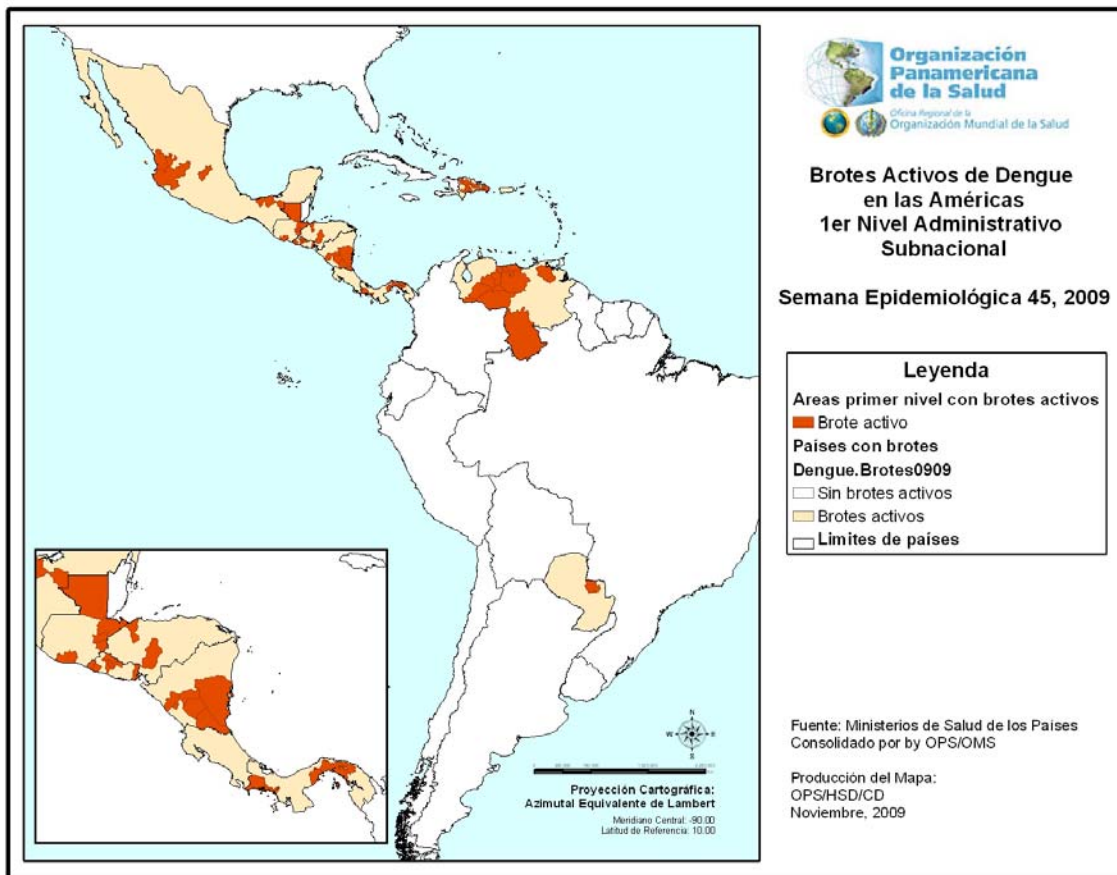 Organización
Panamericana
de la Salud
Oficina Regional de la
Organización Mundial de la Salud
Brotes Activos de Dengue
en las Américas
1er Nivel Administrativo
Subnacional
Semana Epidemiológica 45, 2009
Leyenda
Areas primer nivel con brotes activos
Brote activo
Países con brotes
Dengue.Brotes0909
Sin brotes activos
Brotes activos
Limites de países
N
W
E
S
Proyección Cartográfica:
Azimutal Equivalente de Lambert
Meridiano Central: -90.00
Latitud de Referencia: 10.00
Fuente: Ministerios de Salud de los Países
Consolidado por by OPS/OMS
Producción del Mapa:
OPS/HSD/CD
Noviembre, 2009